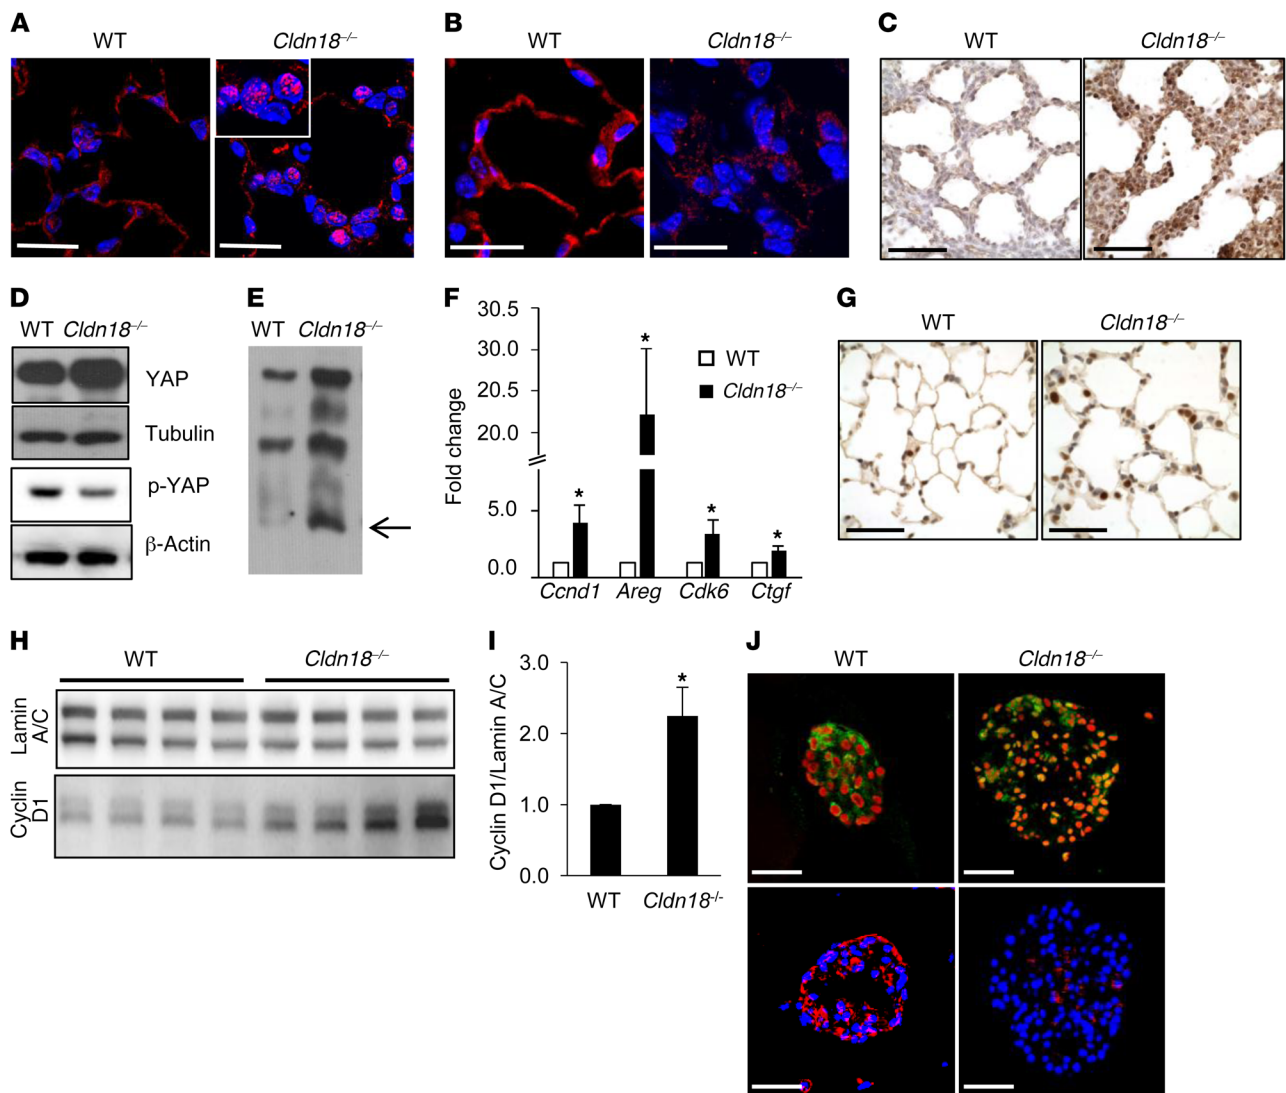 A
WT
Cldn18–/–
B
WT
Cldn18–/–
C
WT
Cldn18–/–
D
WT Cldn18–/–
YAP
Tubulin
p-YAP
β-Actin
E
WT Cldn18–/–
F
30.5
30.0
20.5
20.0
5.0
0.0
Fold change
*
*
*
*
WT
Cldn18–/–
Ccnd1 Areg Cdk6 Ctgf
G
WT
Cldn18–/–
H
WT
Cldn18–/–
Lamin
A/C
Cyclin
D1
I
3.0
2.0
1.0
0.0
Cyclin D1/Lamin A/C
*
WT Cldn18-/-
J
WT
Cldn18–/–